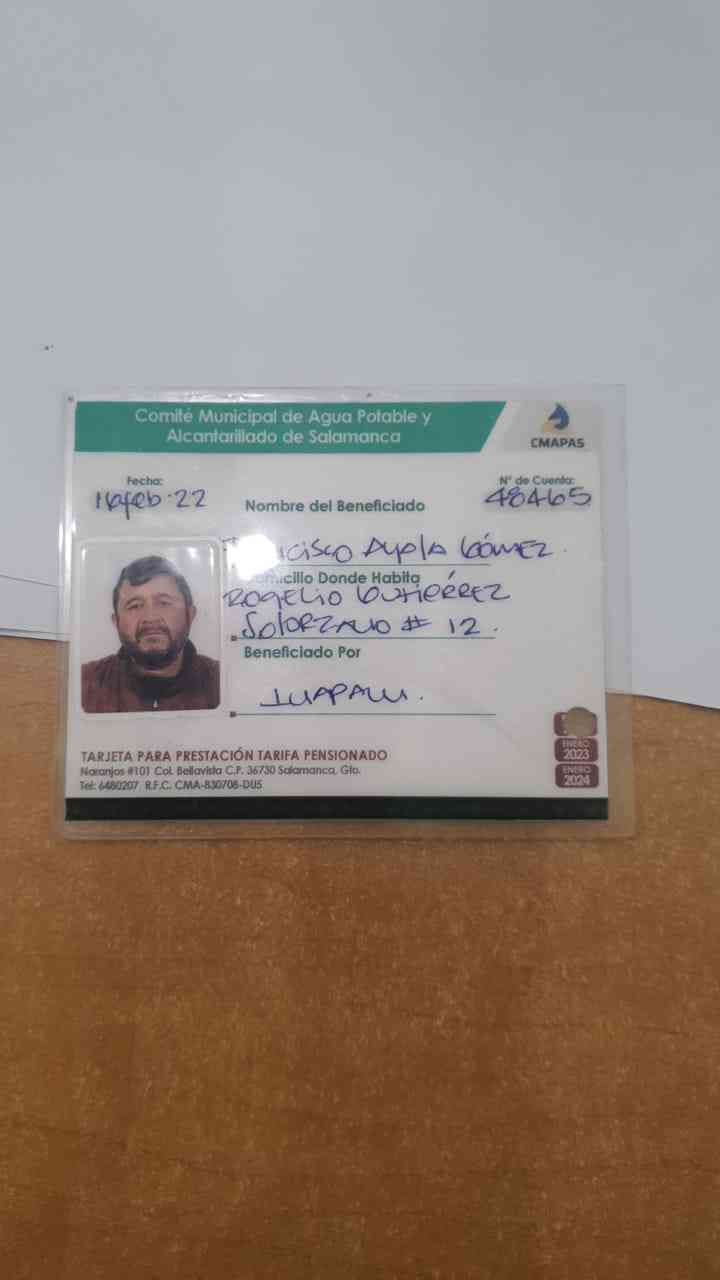 Comité Municipal de Agua Potable y
Alcantarillado de Salamanca
CMAPAS
Fecha:
16 feb. 22
N° de Cuenta:
48465
Nombre del Beneficiado
Ayala Gómez.
Domicilio Donde Habita
Rogelio Gutiérrez
Solorzano # 12.
Beneficiado Por
INAPAM.
TARJETA PARA PRESTACIÓN TARIFA PENSIONADO
Naranjos #101 Col. Bellavista C.P. 36730 Salamanca, Gto.
Tel: 6480207 R.F.C. CMA-830708-DU5
ENERO
2023
ENERO
2024